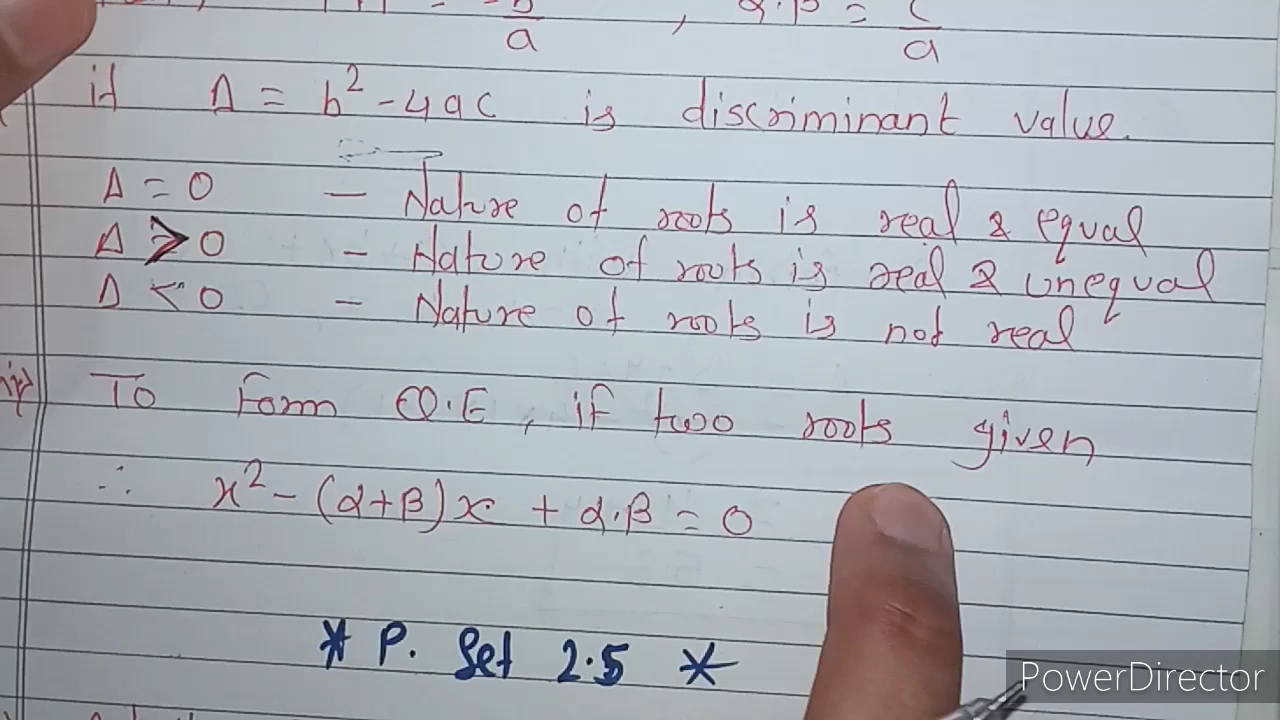 = -b/a , α.β = c/a
if Δ = b² - 4ac is discriminant value.
Δ = 0 — Nature of roots is real & equal
Δ > 0 — Nature of roots is real & unequal
Δ < 0 — Nature of roots is not real
To Form Q.E, if two roots given
∴ x² - (α+β)x + α.β = 0
* P. Set 2.5 *
PowerDirector